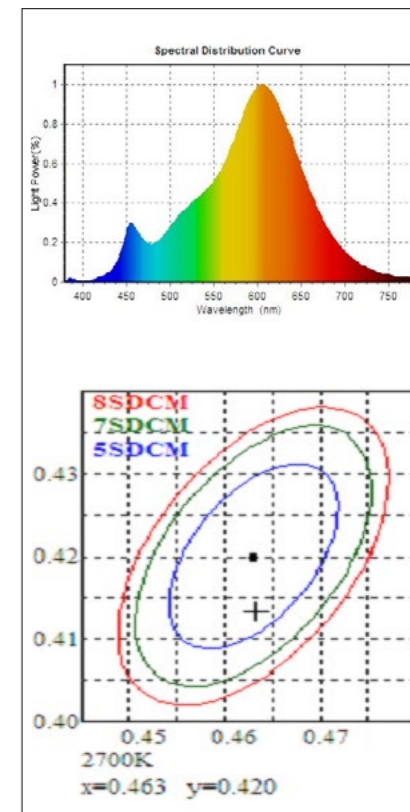 Spectral Distribution Curve
Light Power(%)
1
0.8
0.6
0.4
0.2
0
400 450 500 550 600 650 700 750
Wavelength (nm)
8SDCM
7SDCM
5SDCM
0.43
0.42
0.41
0.40
0.45 0.46 0.47
2700K
x=0.463 y=0.420